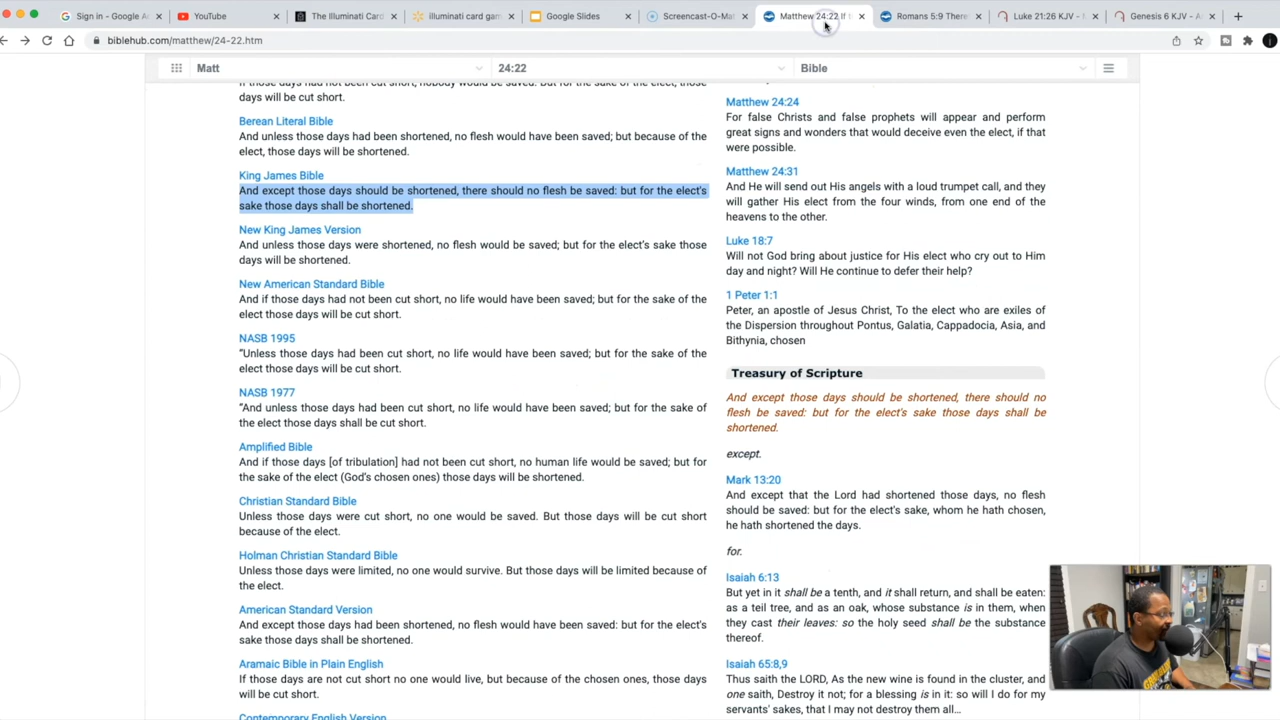 Sign in - Google Ac
YouTube
The Illuminati Card
illuminati card gam
Google Slides
Screencast-O-Mat
Matthew 24:22 If
Romans 5:9 There
Luke 21:26 KJV -
Genesis 6 KJV -
biblehub.com/matthew/24-22.htm
Matt
24:22
Bible
days will be cut short.
Berean Literal Bible
And unless those days had been shortened, no flesh would have been saved; but because of the
elect, those days will be shortened.
King James Bible
And except those days should be shortened, there should no flesh be saved: but for the elect's
sake those days shall be shortened.
New King James Version
And unless those days were shortened, no flesh would be saved; but for the elect's sake those
days will be shortened.
New American Standard Bible
And if those days had not been cut short, no life would have been saved; but for the sake of the
elect those days will be cut short.
NASB 1995
“Unless those days had been cut short, no life would have been saved; but for the sake of the
elect those days will be cut short.
NASB 1977
“And unless those days had been cut short, no life would have been saved; but for the sake of
the elect those days shall be cut short.
Amplified Bible
And if those days [of tribulation] had not been cut short, no human life would be saved; but for
the sake of the elect (God's chosen ones) those days will be shortened.
Christian Standard Bible
Unless those days were cut short, no one would be saved. But those days will be cut short
because of the elect.
Holman Christian Standard Bible
Unless those days were limited, no one would survive. But those days will be limited because of
the elect.
American Standard Version
And except those days had been shortened, no flesh would have been saved: but for the elect's
sake those days shall be shortened.
Aramaic Bible in Plain English
If those days are not cut short no one would live, but because of the chosen ones, those days
will be cut short.
Contemporary English Version
Matthew 24:24
For false Christs and false prophets will appear and perform
great signs and wonders that would deceive even the elect, if that
were possible.
Matthew 24:31
And He will send out His angels with a loud trumpet call, and they
will gather His elect from the four winds, from one end of the
heavens to the other.
Luke 18:7
Will not God bring about justice for His elect who cry out to Him
day and night? Will He continue to defer their help?
1 Peter 1:1
Peter, an apostle of Jesus Christ, To the elect who are exiles of
the Dispersion throughout Pontus, Galatia, Cappadocia, Asia, and
Bithynia, chosen
Treasury of Scripture
And except those days should be shortened, there should no
flesh be saved: but for the elect's sake those days shall be
shortened.
except.
Mark 13:20
And except that the Lord had shortened those days, no flesh
should be saved: but for the elect's sake, whom he hath chosen,
he hath shortened the days.
for.
Isaiah 6:13
But yet in it shall be a tenth, and it shall return, and shall be eaten:
as a teil tree, and as an oak, whose substance is in them, when
they cast their leaves: so the holy seed shall be the substance
thereof.
Isaiah 65:8,9
Thus saith the LORD, As the new wine is found in the cluster, and
one saith, Destroy it not; for a blessing is in it: so will I do for my
servants' sakes, that I may not destroy them all...